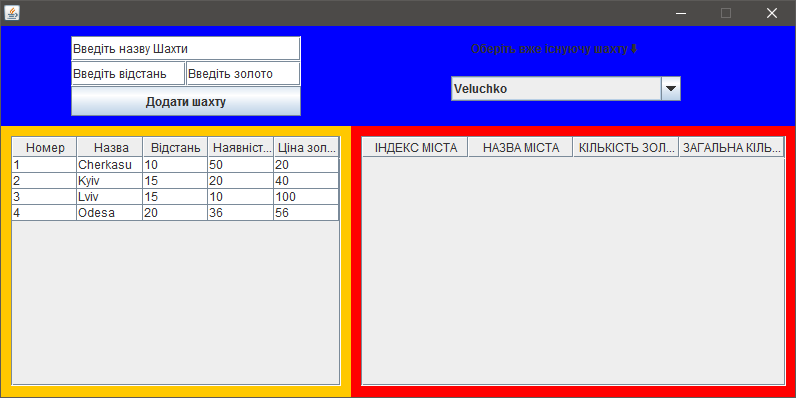 Введіть назву Шахти
Введіть відстань Введіть золото
Додати шахту
Оберіть вже існуючу шахту⬇
Veluchko
Номер Назва Відстань Наявніст... Ціна зол...
1 Cherkasu 10 50 20
2 Kyiv 15 20 40
3 Lviv 15 10 100
4 Odesa 20 36 56
ІНДЕКС МІСТА НАЗВА МІСТА КІЛЬКІСТЬ ЗОЛ... ЗАГАЛЬНА КІЛЬ...